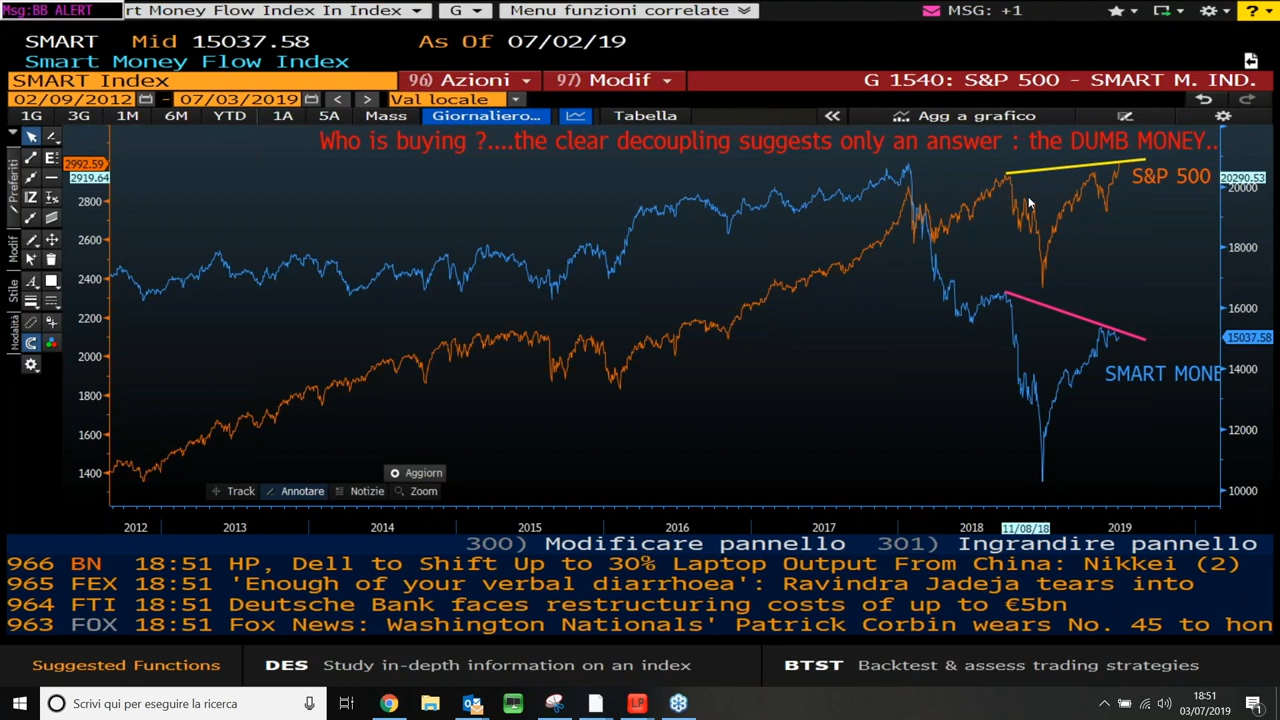 Msg:BB ALERT rt Money Flow Index In Index G Menu funzioni correlate MSG: +1 ?
SMART Mid 15037.58 As Of 07/02/19
Smart Money Flow Index
SMART Index 96) Azioni 97) Modif G 1540: S&P 500 - SMART M. IND.
02/09/2012 - 07/03/2019 < > Val locale
1G 3G 1M 6M YTD 1A 5A Mass Giornaliero... Tabella << Agg a grafico
Who is buying ?....the clear decoupling suggests only an answer : the DUMB MONEY..
S&P 500
SMART MONE
2992.59
2919.64
2800
2600
2400
2200
2000
1800
1600
1400
20290.53
20000
18000
16000
15037.58
14000
12000
10000
Preferiti
Modif
Stile
Modalità
Aggiorn
Track Annotare Notizie Zoom
2012 2013 2014 2015 2016 2017 2018 11/08/18 2019
300) Modificare pannello 301) Ingrandire pannello
966 BN 18:51 HP, Dell to Shift Up to 30% Laptop Output From China: Nikkei (2)
965 FEX 18:51 'Enough of your verbal diarrhoea': Ravindra Jadeja tears into
964 FTI 18:51 Deutsche Bank faces restructuring costs of up to €5bn
963 FOX 18:51 Fox News: Washington Nationals' Patrick Corbin wears No. 45 to hon
Suggested Functions DES Study in-depth information on an index BTST Backtest & assess trading strategies
Scrivi qui per eseguire la ricerca
LP
18:51
03/07/2019
1